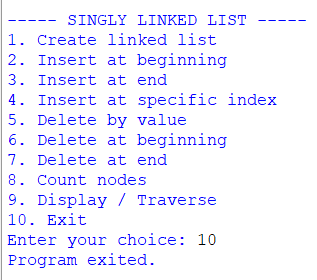 ----- SINGLY LINKED LIST -----
1. Create linked list
2. Insert at beginning
3. Insert at end
4. Insert at specific index
5. Delete by value
6. Delete at beginning
7. Delete at end
8. Count nodes
9. Display / Traverse
10. Exit
Enter your choice: 10
Program exited.